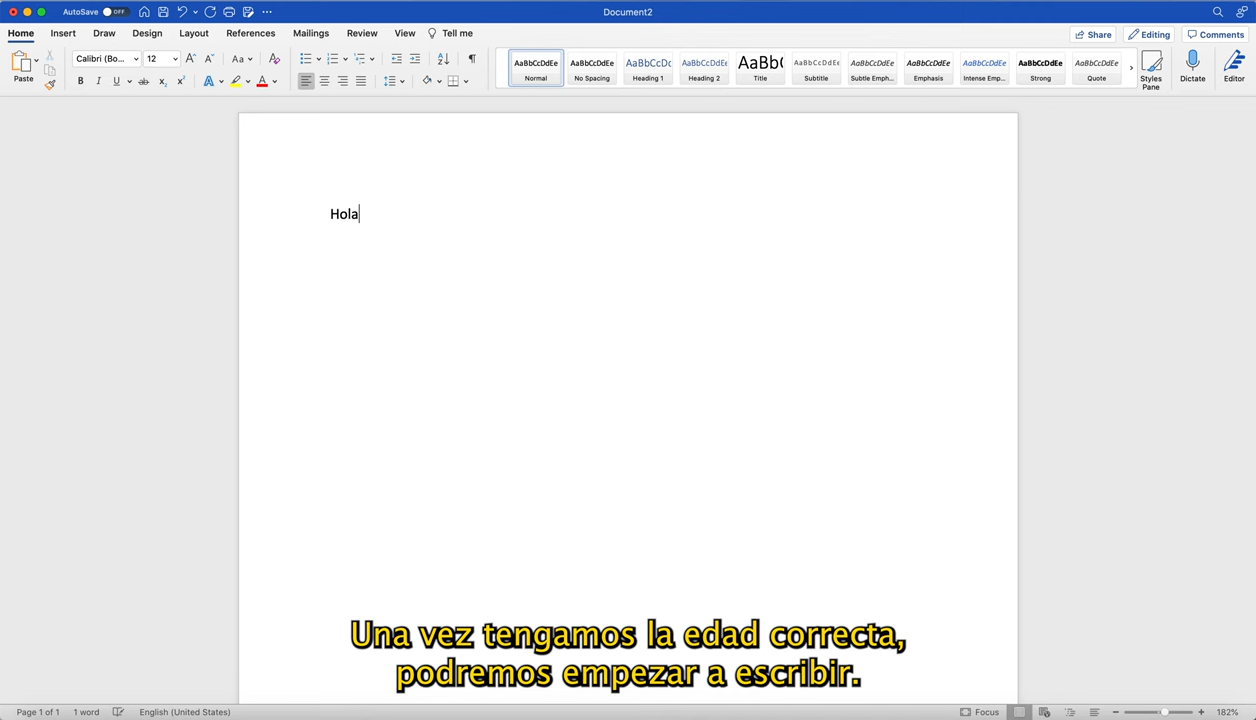 AutoSave OFF Document2
Home Insert Draw Design Layout References Mailings Review View Tell me Share Editing Comments
Paste Calibri (Bo... 12 Aa AaBbCcDdEe AaBbCcDdEe AaBbCcDc AaBbCcDdE AaBb( AaBbCcDdEe AaBbCcDdEe AaBbCcDdEe AaBbCcDdEe AaBbCcDdEe AaBbCcDdEe Styles Pane Dictate Editor
Normal No Spacing Heading 1 Heading 2 Title Subtitle Subtle Emph... Emphasis Intense Emp... Strong Quote
Hola
Una vez tengamos la edad correcta,
podremos empezar a escribir.
Page 1 of 1 1 word English (United States) Focus 182%